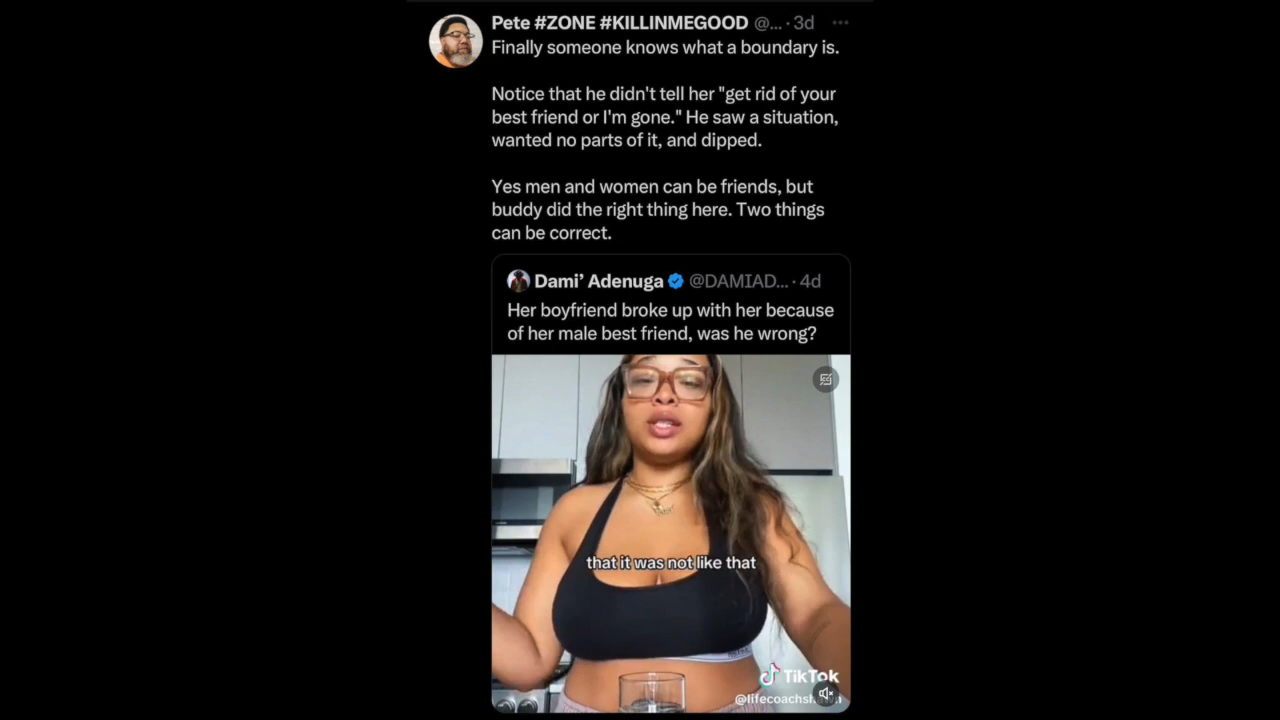 Pete #ZONE #KILLINMEGOOD @... · 3d
Finally someone knows what a boundary is.
Notice that he didn't tell her "get rid of your
best friend or I'm gone." He saw a situation,
wanted no parts of it, and dipped.
Yes men and women can be friends, but
buddy did the right thing here. Two things
can be correct.
Dami' Adenuga @DAMIAD... · 4d
Her boyfriend broke up with her because
of her male best friend, was he wrong?
that it was not like that
TikTok